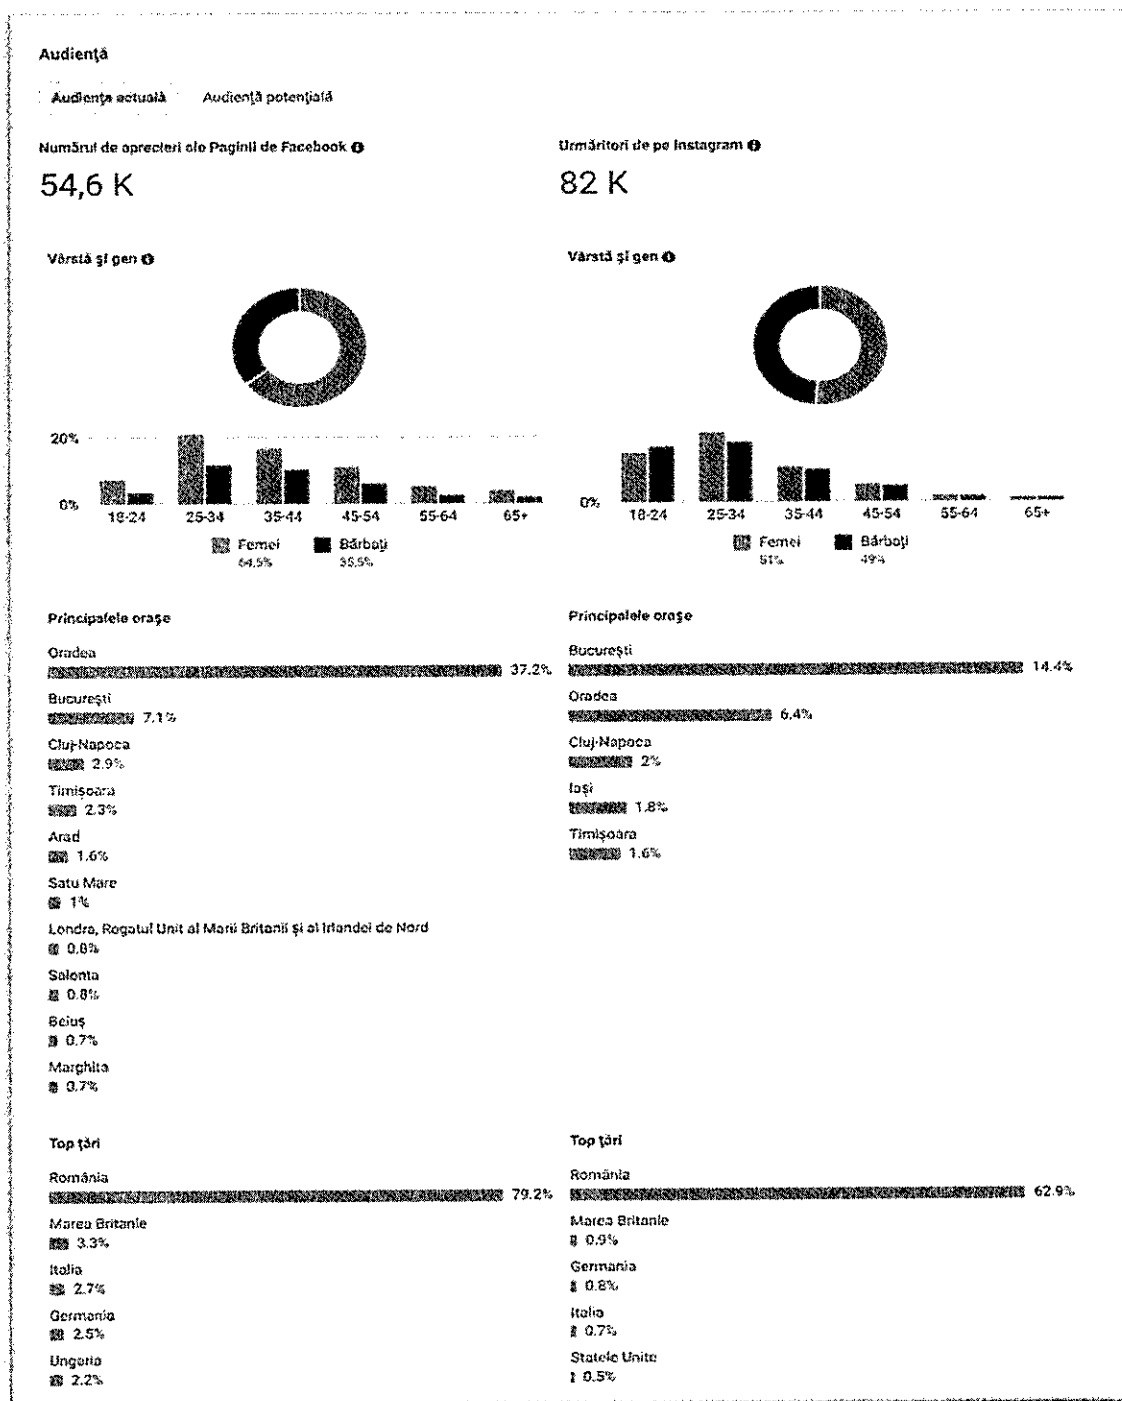 Audiență
Audiența actuală
Audiență potențială
Numărul de aprecieri ale Paginii de Facebook
54,6 K
Vârstă și gen
20%
0%
18-24 25-34 35-44 45-54 55-64 65+
Femei Bărbați
64,5% 35,5%
Principalele orașe
Oradea
37.2%
București
7.1%
Cluj-Napoca
2.9%
Timișoara
2.3%
Arad
1.6%
Satu Mare
1%
Londra, Regatul Unit al Marii Britanii și al Irlandei de Nord
0.8%
Salonta
0.8%
Beiuș
0.7%
Marghita
0.7%
Top țări
România
79.2%
Marea Britanie
3.3%
Italia
2.7%
Germania
2.5%
Ungaria
2.2%
Urmăritori de pe Instagram
82 K
Vârstă și gen
0%
18-24 25-34 35-44 45-54 55-64 65+
Femei Bărbați
51% 49%
Principalele orașe
București
14.4%
Oradea
6.4%
Cluj-Napoca
2%
Iași
1.8%
Timișoara
1.6%
Top țări
România
62.9%
Marea Britanie
0.9%
Germania
0.8%
Italia
0.7%
Statele Unite
0.5%